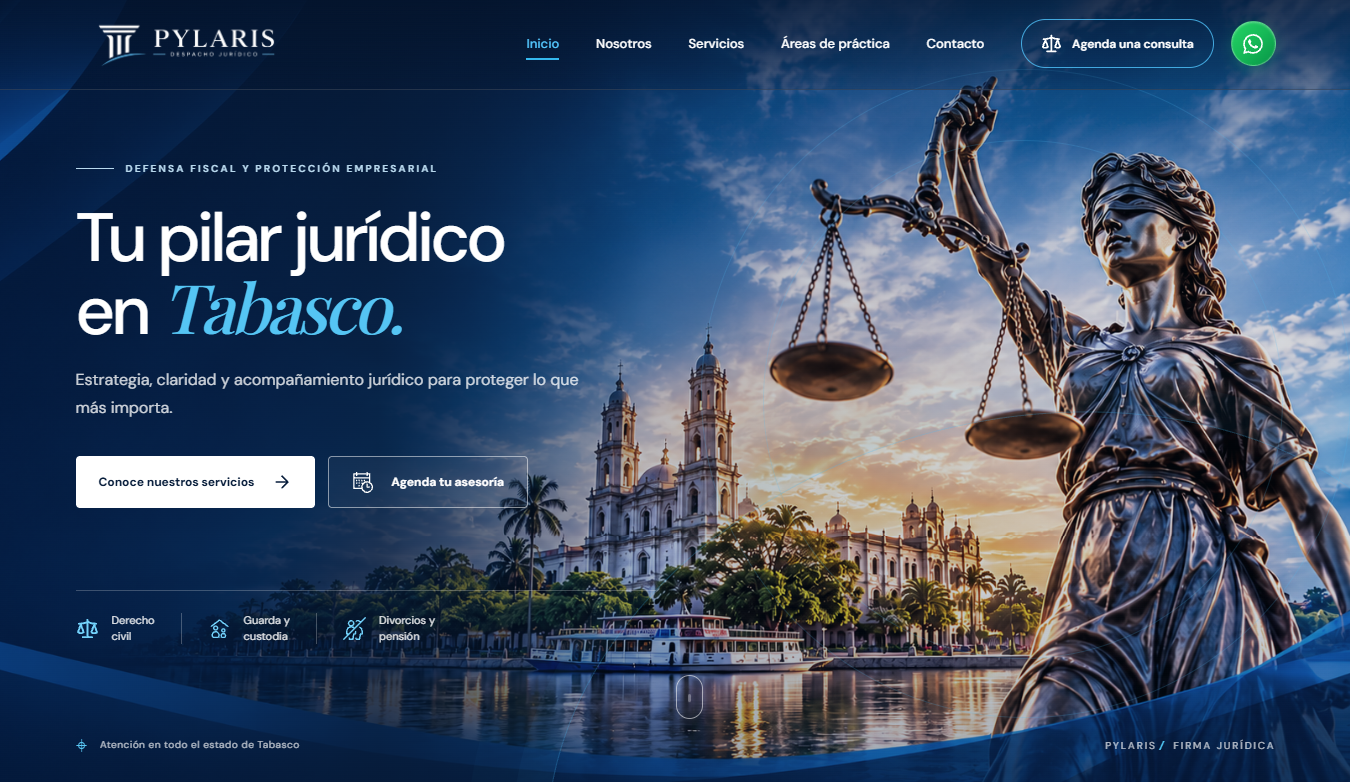 PYLARIS
DESPACHO JURÍDICO
Inicio
Nosotros
Servicios
Áreas de práctica
Contacto
Agenda una consulta
DEFENSA FISCAL Y PROTECCIÓN EMPRESARIAL
Tu pilar jurídico
en Tabasco.
Estrategia, claridad y acompañamiento jurídico para proteger lo que
más importa.
Conoce nuestros servicios
Agenda tu asesoría
Derecho
civil
Guarda y
custodia
Divorcios y
pensión
Atención en todo el estado de Tabasco
PYLARIS / FIRMA JURÍDICA